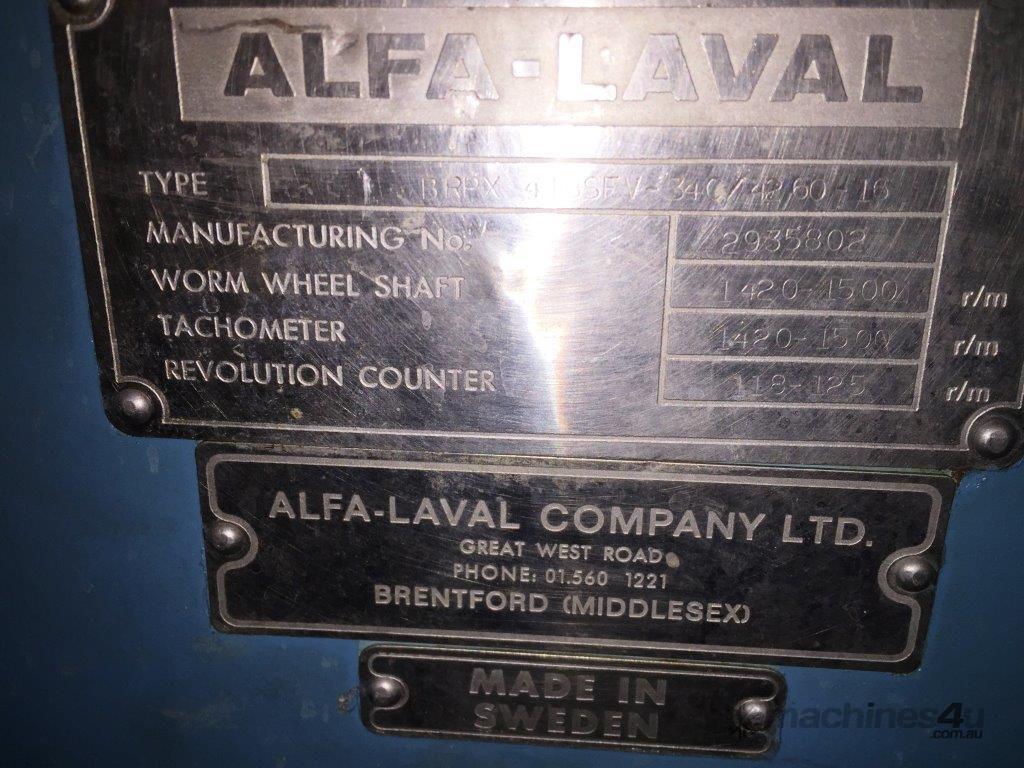 ALFA-LAVAL
TYPE BRPX
MANUFACTURING No. 2935802
WORM WHEEL SHAFT 1420-1500 r/m
TACHOMETER 1420-1500 r/m
REVOLUTION COUNTER 118-125 r/m
ALFA-LAVAL COMPANY LTD.
GREAT WEST ROAD
PHONE: 01.560 1221
BRENTFORD (MIDDLESEX)
MADE IN
SWEDEN
machines4u
.com.au